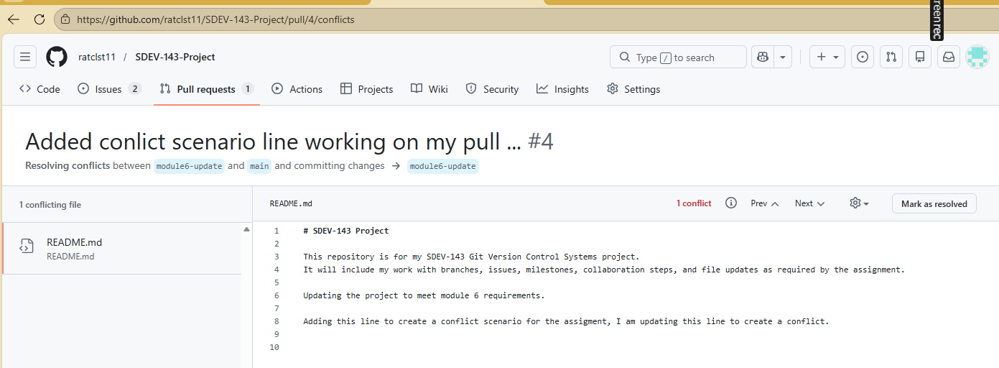 https://github.com/ratclst11/SDEV-143-Project/pull/4/conflicts
reenrec
ratclst11 / SDEV-143-Project
Type / to search
Code
Issues 2
Pull requests 1
Actions
Projects
Wiki
Security
Insights
Settings
Added conlict scenario line working on my pull ... #4
Resolving conflicts between module6-update and main and committing changes → module6-update
1 conflicting file
README.md
README.md
README.md
1 conflict
Prev
Next
Mark as resolved
1 # SDEV-143 Project
2
3 This repository is for my SDEV-143 Git Version Control Systems project.
4 It will include my work with branches, issues, milestones, collaboration steps, and file updates as required by the assignment.
5
6 Updating the project to meet module 6 requirements.
7
8 Adding this line to create a conflict scenario for the assigment, I am updating this line to create a conflict.
9
10